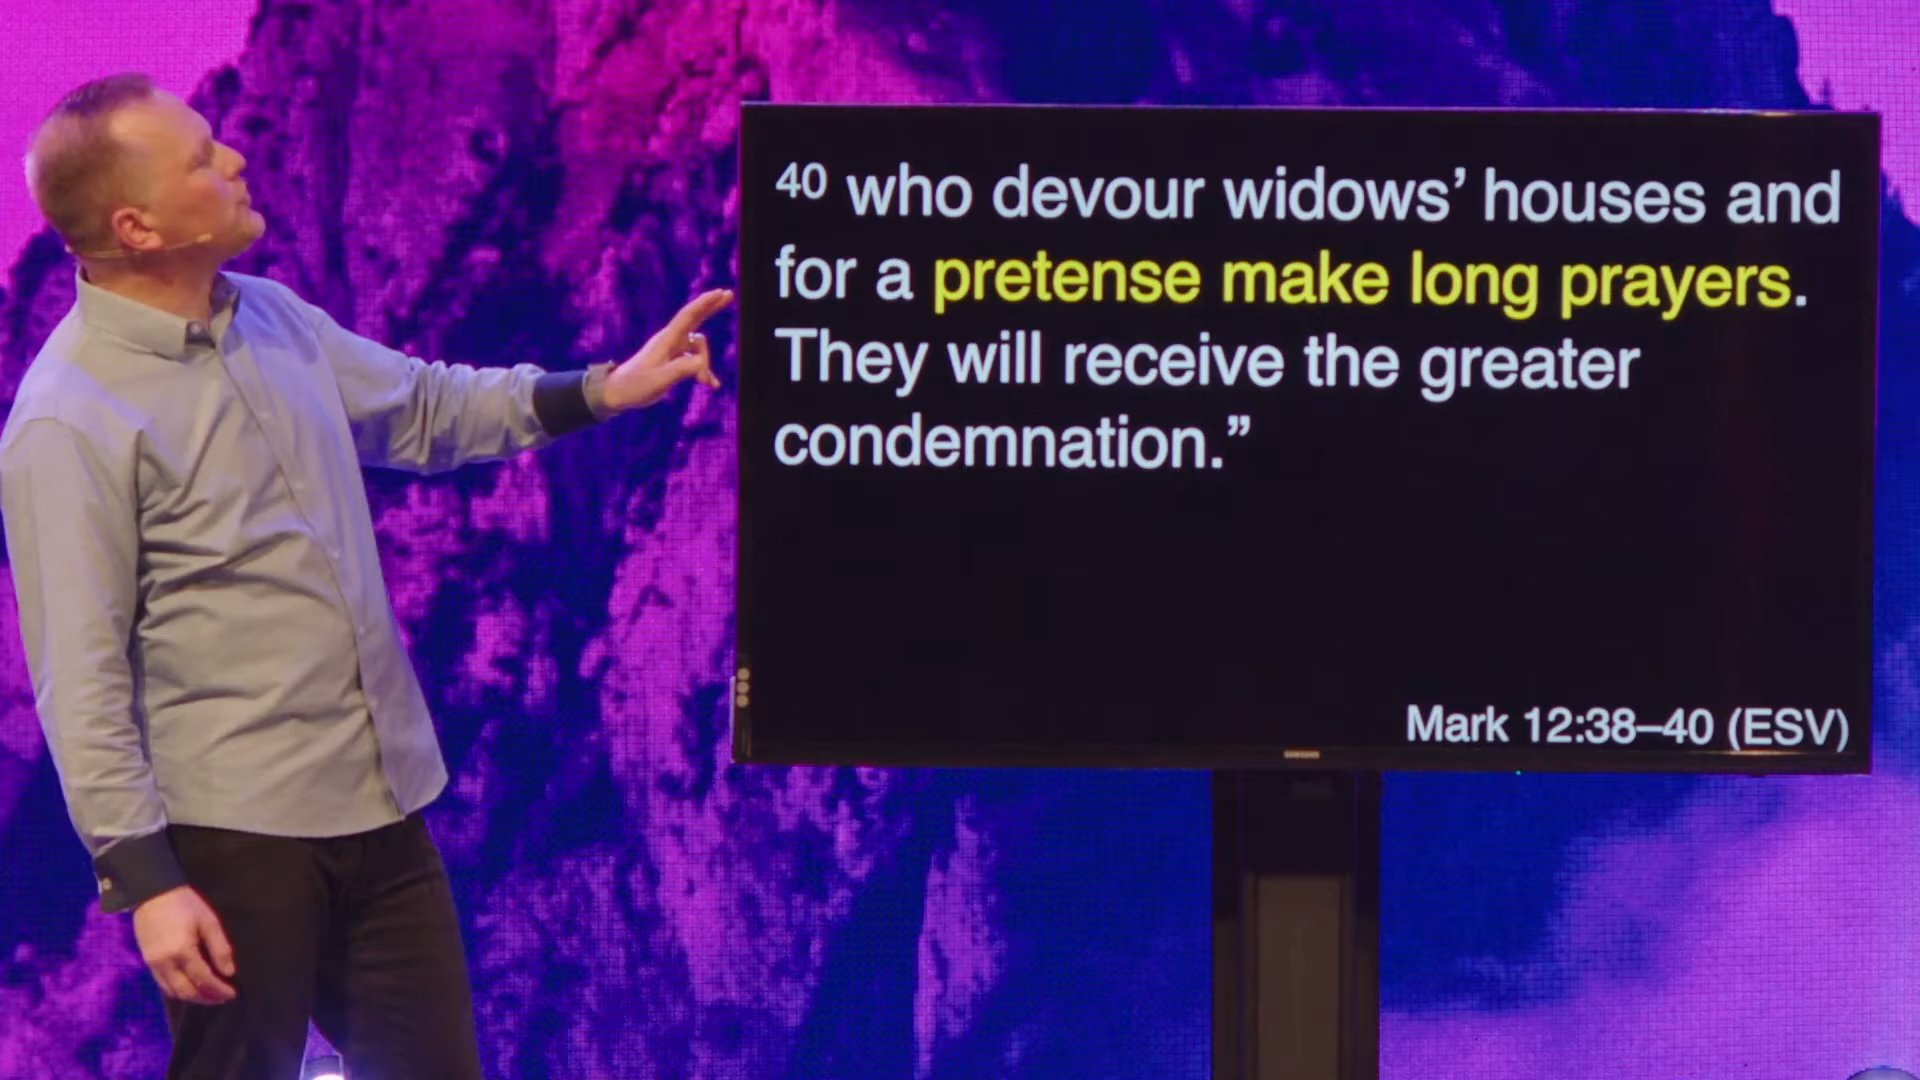 40 who devour widows’ houses and
for a pretense make long prayers.
They will receive the greater
condemnation.”
Mark 12:38–40 (ESV)
SAMSUNG